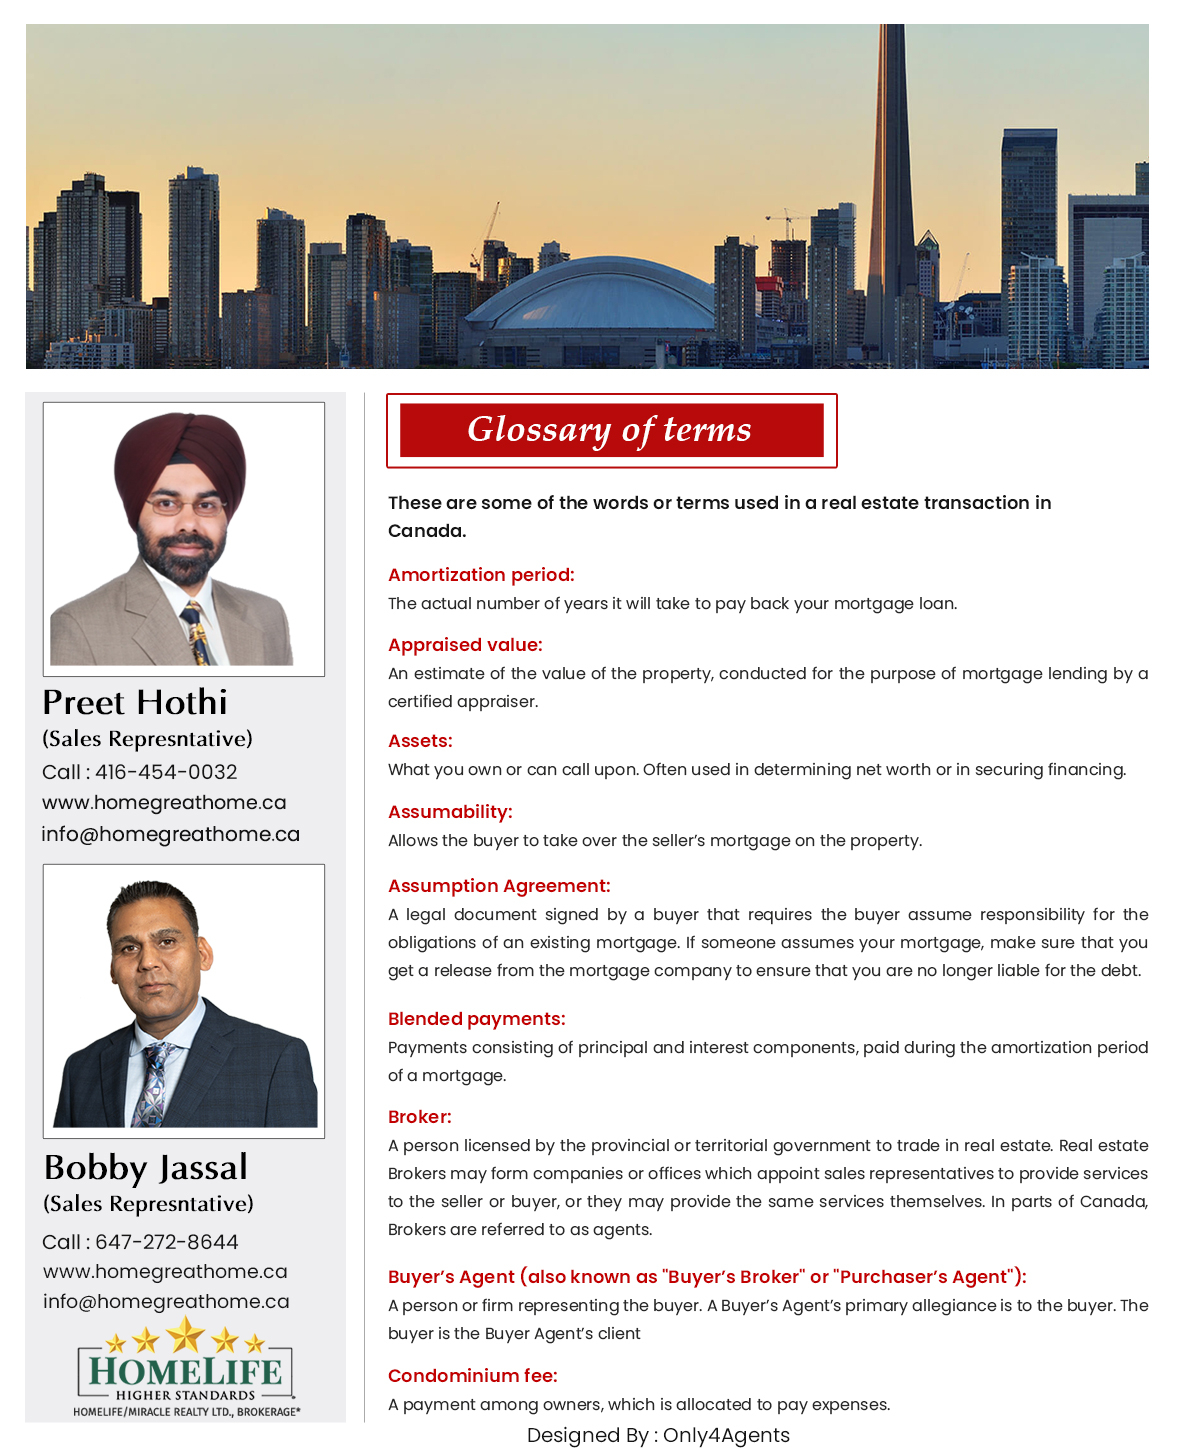 Preet Hothi
(Sales Represntative)
Call : 416-454-0032
www.homegreathome.ca
info@homegreathome.ca
Bobby Jassal
(Sales Represntative)
Call : 647-272-8644
www.homegreathome.ca
info@homegreathome.ca
HOMELIFE
HIGHER STANDARDS
HOMELIFE/MIRACLE REALTY LTD., BROKERAGE*
Glossary of terms
These are some of the words or terms used in a real estate transaction in
Canada.
Amortization period:
The actual number of years it will take to pay back your mortgage loan.
Appraised value:
An estimate of the value of the property, conducted for the purpose of mortgage lending by a
certified appraiser.
Assets:
What you own or can call upon. Often used in determining net worth or in securing financing.
Assumability:
Allows the buyer to take over the seller’s mortgage on the property.
Assumption Agreement:
A legal document signed by a buyer that requires the buyer assume responsibility for the
obligations of an existing mortgage. If someone assumes your mortgage, make sure that you
get a release from the mortgage company to ensure that you are no longer liable for the debt.
Blended payments:
Payments consisting of principal and interest components, paid during the amortization period
of a mortgage.
Broker:
A person licensed by the provincial or territorial government to trade in real estate. Real estate
Brokers may form companies or offices which appoint sales representatives to provide services
to the seller or buyer, or they may provide the same services themselves. In parts of Canada,
Brokers are referred to as agents.
Buyer’s Agent (also known as "Buyer’s Broker" or "Purchaser’s Agent"):
A person or firm representing the buyer. A Buyer’s Agent’s primary allegiance is to the buyer. The
buyer is the Buyer Agent’s client
Condominium fee:
A payment among owners, which is allocated to pay expenses.
Designed By : Only4Agents